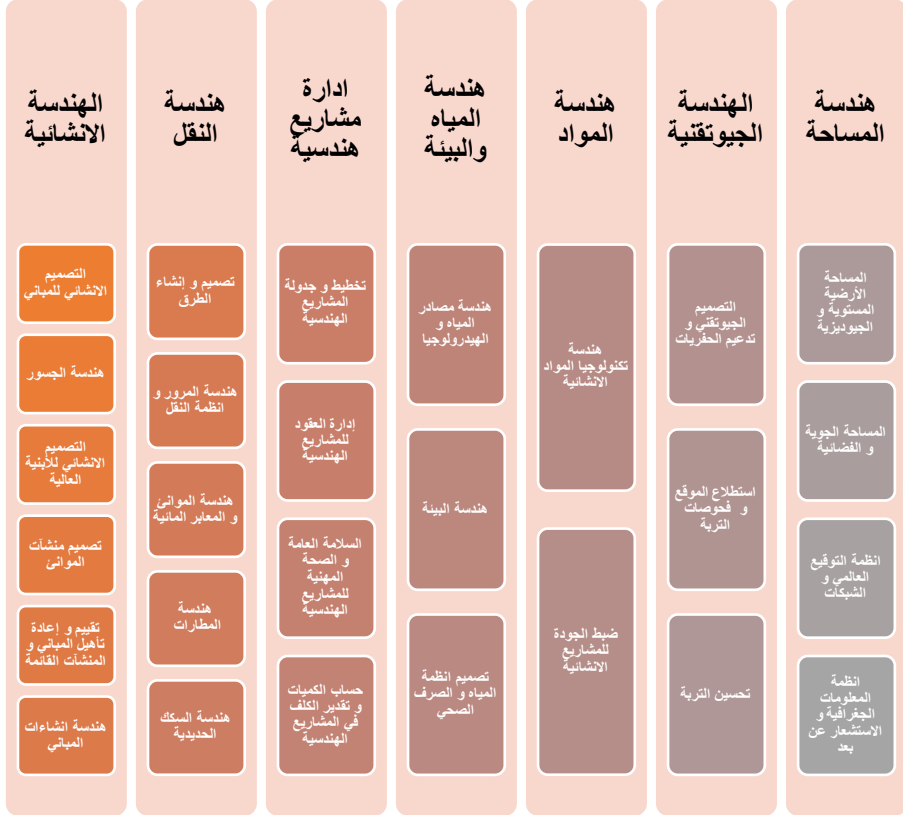 هندسة
المساحة
المساحة
الأرضية
المستوية و
الجيوديزية
المساحة الجوية
و الفضائية
انظمة التوقيع
العالمي و
الشبكات
انظمة
المعلومات
الجغرافية و
الاستشعار عن
بعد
الهندسة
الجيوتقنية
التصميم
الجيوتقني و
تدعيم الحفريات
استطلاع الموقع
و فحوصات
التربة
تحسين التربة
هندسة
المواد
هندسة
تكنولوجيا المواد
الانشائية
ضبط الجودة
للمشاريع
الانشائية
هندسة
المياه
والبيئة
هندسة مصادر
المياه و
الهيدرولوجيا
هندسة البيئة
تصميم انظمة
المياه و الصرف
الصحي
ادارة
مشاريع
هندسية
تخطيط و جدولة
المشاريع
الهندسية
إدارة العقود
للمشاريع
الهندسية
السلامة العامة
و الصحة
المهنية
للمشاريع
الهندسية
حساب الكميات
و تقدير الكلف
في المشاريع
الهندسية
هندسة
النقل
تصميم و إنشاء
الطرق
هندسة المرور و
انظمة النقل
هندسة الموانئ
و المعابر المائية
هندسة
المطارات
هندسة السكك
الحديدية
الهندسة
الانشائية
التصميم
الانشائي للمباني
هندسة الجسور
التصميم
الانشائي للأبنية
العالية
تصميم منشآت
الموانئ
تقييم و إعادة
تأهيل المباني و
المنشآت القائمة
هندسة انشاءات
المباني